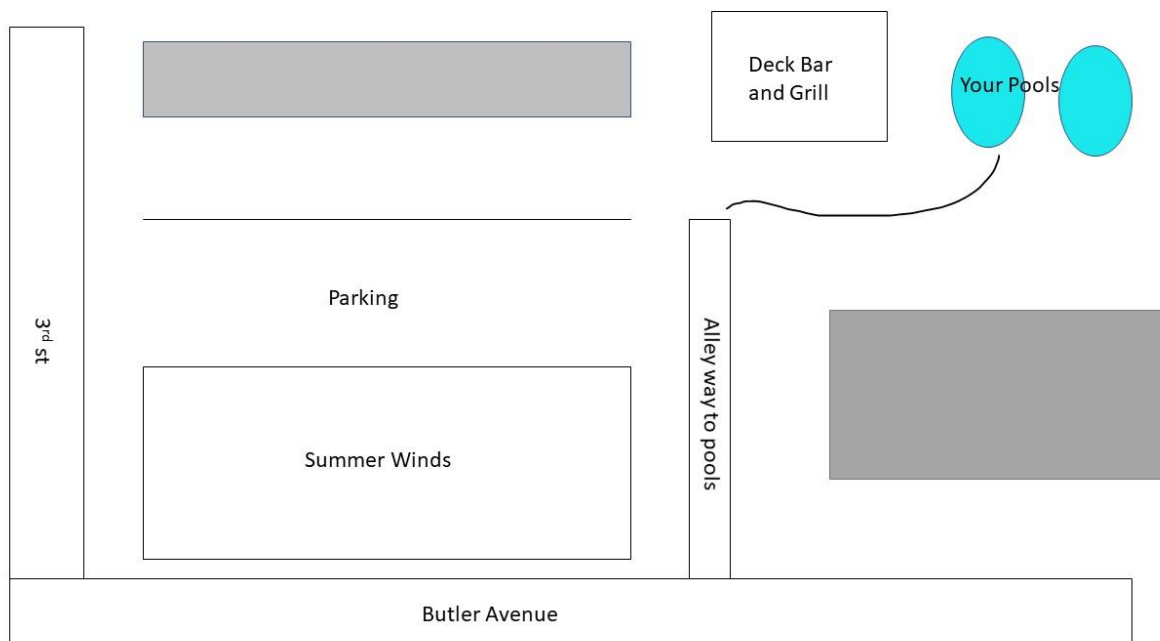 Deck Bar
and Grill
Your Pools
Parking
3rd st
Alley way to pools
Summer Winds
Butler Avenue